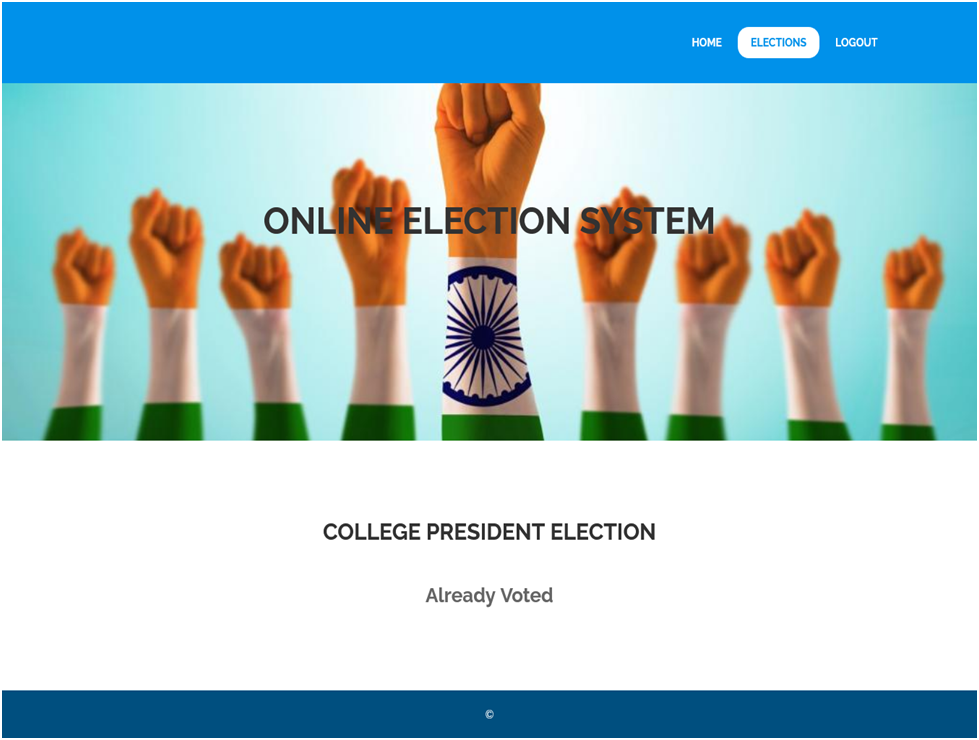 HOME ELECTIONS LOGOUT
ONLINE ELECTION SYSTEM
COLLEGE PRESIDENT ELECTION
Already Voted
©